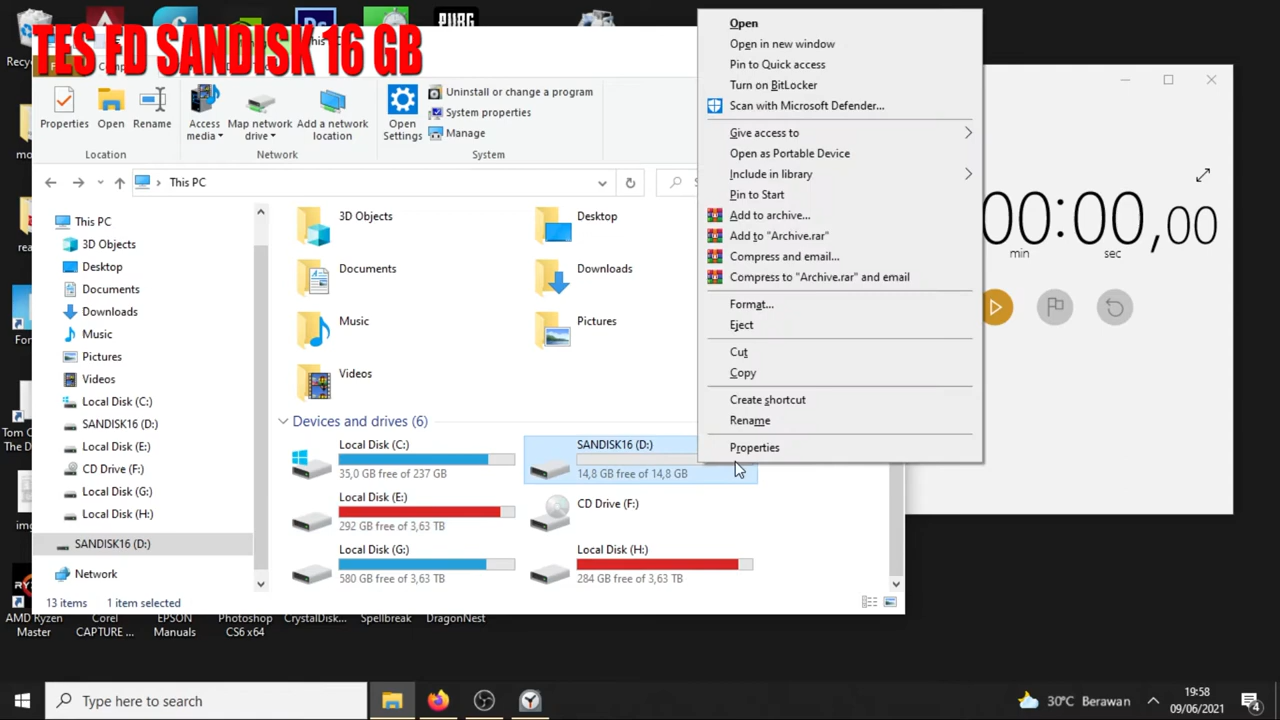 TES FD SANDISK 16 GB
PUBG
Properties
Open
Rename
Location
Access
media
Map network
drive
Add a network
location
Network
Open
Settings
Uninstall or change a program
System properties
Manage
System
This PC
This PC
3D Objects
Desktop
Documents
Downloads
Music
Pictures
Videos
Local Disk (C:)
SANDISK16 (D:)
Local Disk (E:)
CD Drive (F:)
Local Disk (G:)
Local Disk (H:)
SANDISK16 (D:)
Network
3D Objects
Desktop
Documents
Downloads
Music
Pictures
Videos
Devices and drives (6)
Local Disk (C:)
35,0 GB free of 237 GB
SANDISK16 (D:)
14,8 GB free of 14,8 GB
Local Disk (E:)
292 GB free of 3,63 TB
CD Drive (F:)
Local Disk (G:)
580 GB free of 3,63 TB
Local Disk (H:)
284 GB free of 3,63 TB
13 items
1 item selected
Open
Open in new window
Pin to Quick access
Turn on BitLocker
Scan with Microsoft Defender...
Give access to
Open as Portable Device
Include in library
Pin to Start
Add to archive...
Add to "Archive.rar"
Compress and email...
Compress to "Archive.rar" and email
Format...
Eject
Cut
Copy
Create shortcut
Rename
Properties
00:00,00
min
sec
AMD Ryzen
Master
Corel
CAPTURE ...
EPSON
Manuals
Photoshop
CS6 x64
CrystalDisk...
Spellbreak
DragonNest
Type here to search
30°C Berawan
19:58
09/06/2021
4